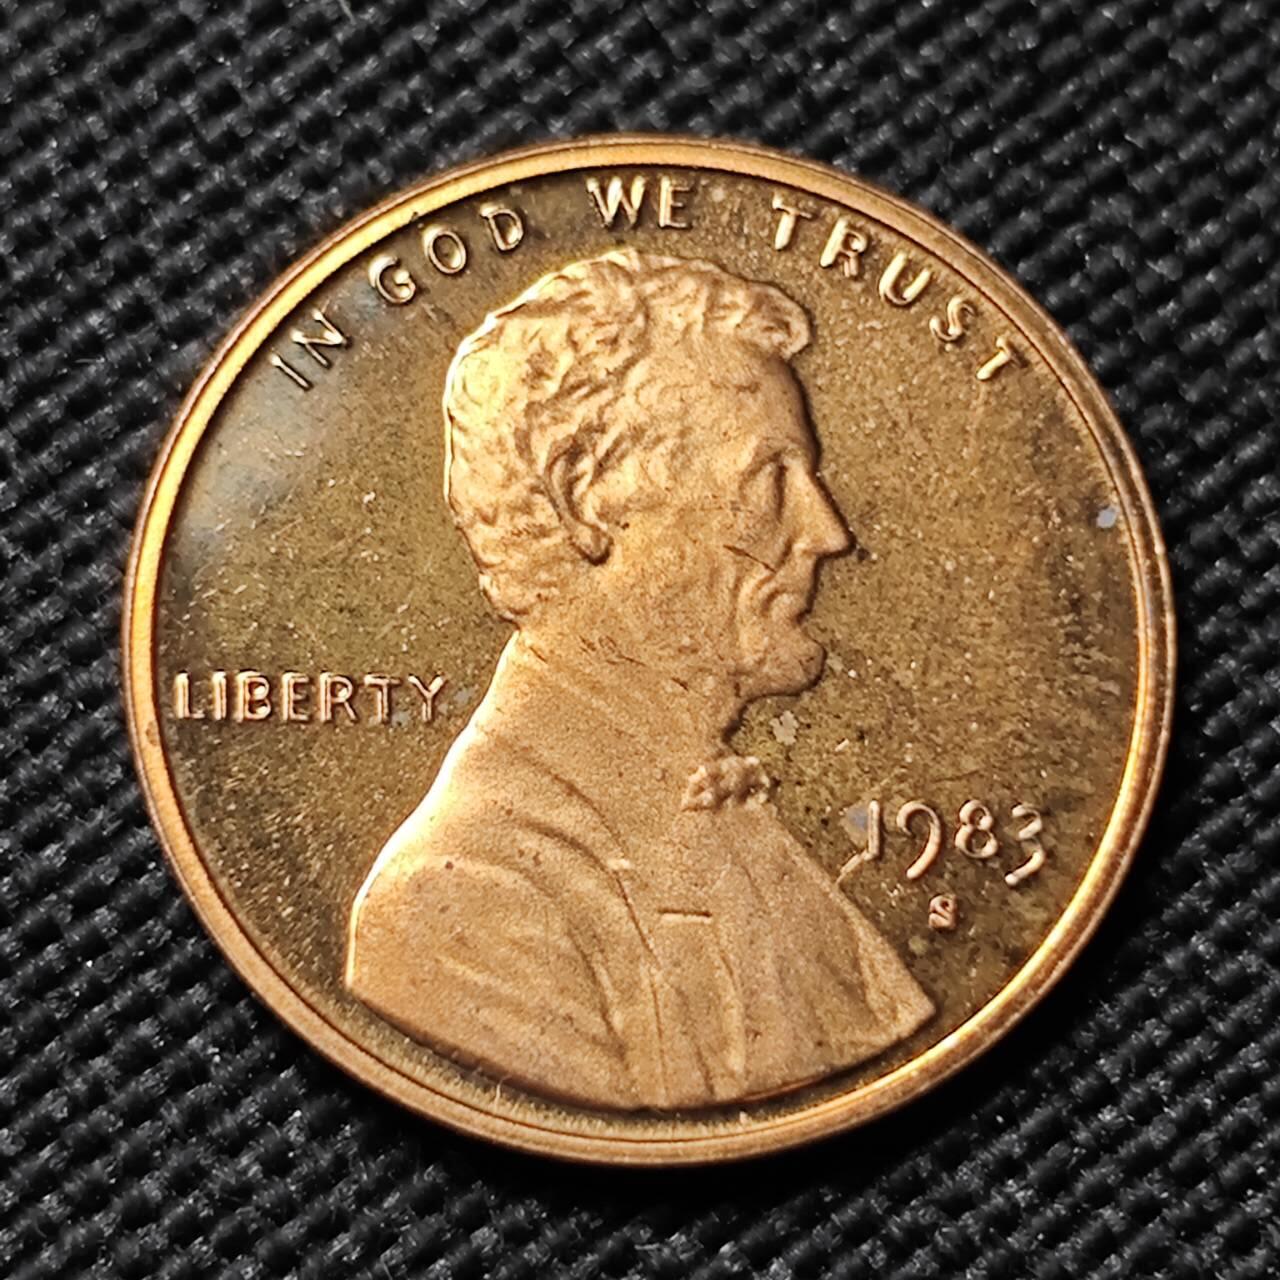 IN GOD WE TRUST
LIBERTY
1983
S